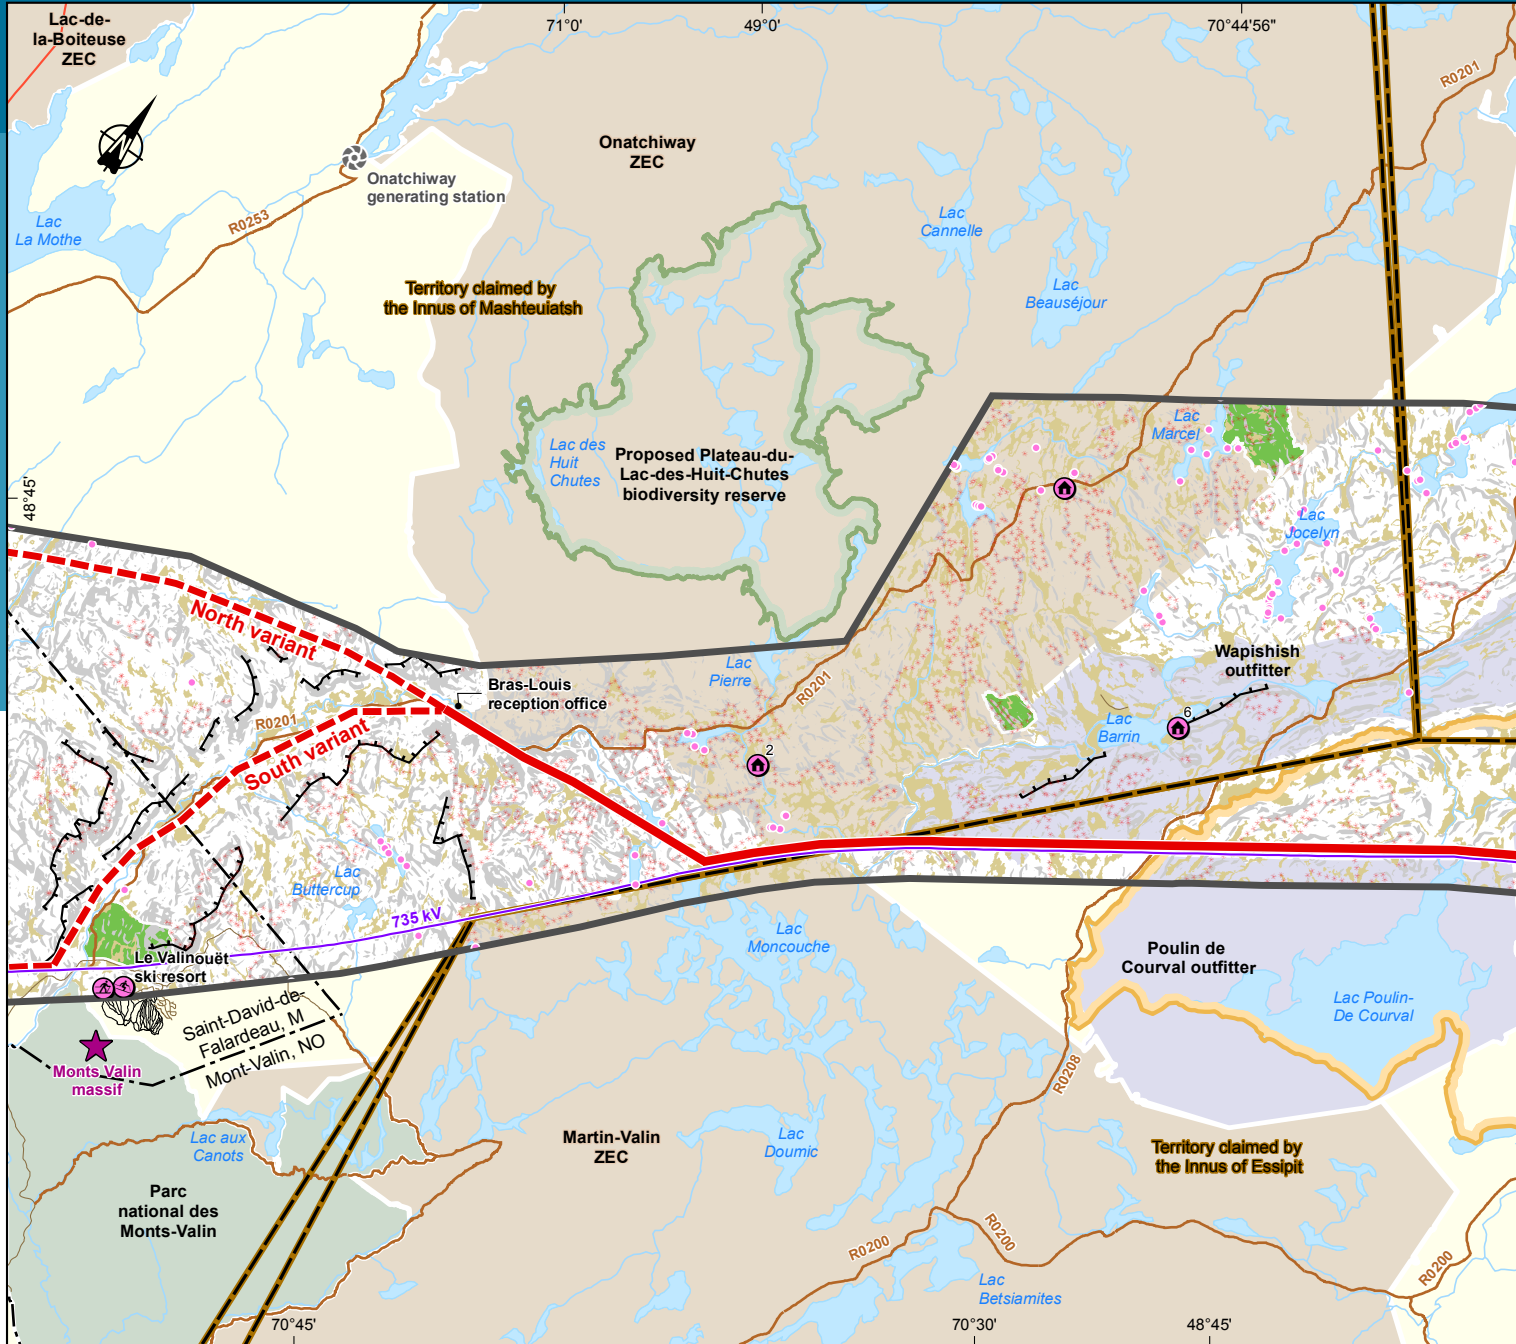 Lac-de-
la-Boiteuse
ZEC
71°0'
49°0'
70°44'56"
R0201
Onatchiway
ZEC
Onatchiway
generating station
R0253
Lac
La Mothe
Lac
Cannelle
Lac
Beauséjour
Territory claimed by
the Innus of Mashteuiatsh
Lac des
Huit
Chutes
Proposed Plateau-du-
Lac-des-Huit-Chutes
biodiversity reserve
Lac
Marcel
48°45'
Lac
Jocelyn
North variant
Wapishish
outfitter
Lac
Pierre
R0201
Bras-Louis
reception office
R0201
South variant
Lac
Barrin
6
2
Lac
Buttercup
735 kV
Lac
Moncouche
Le Valinouët
ski resort
Poulin de
Courval outfitter
Lac Poulin-
De Courval
Saint-David-de-
Falardeau, M
Mont-Valin, NO
Monts Valin
massif
R0208
Lac aux
Canots
Martin-Valin
ZEC
Lac
Doumic
Territory claimed by
the Innus of Essipit
Parc
national des
Monts-Valin
R0200
R0200
R0200
Lac
Betsiamites
70°45'
70°30'
48°45'